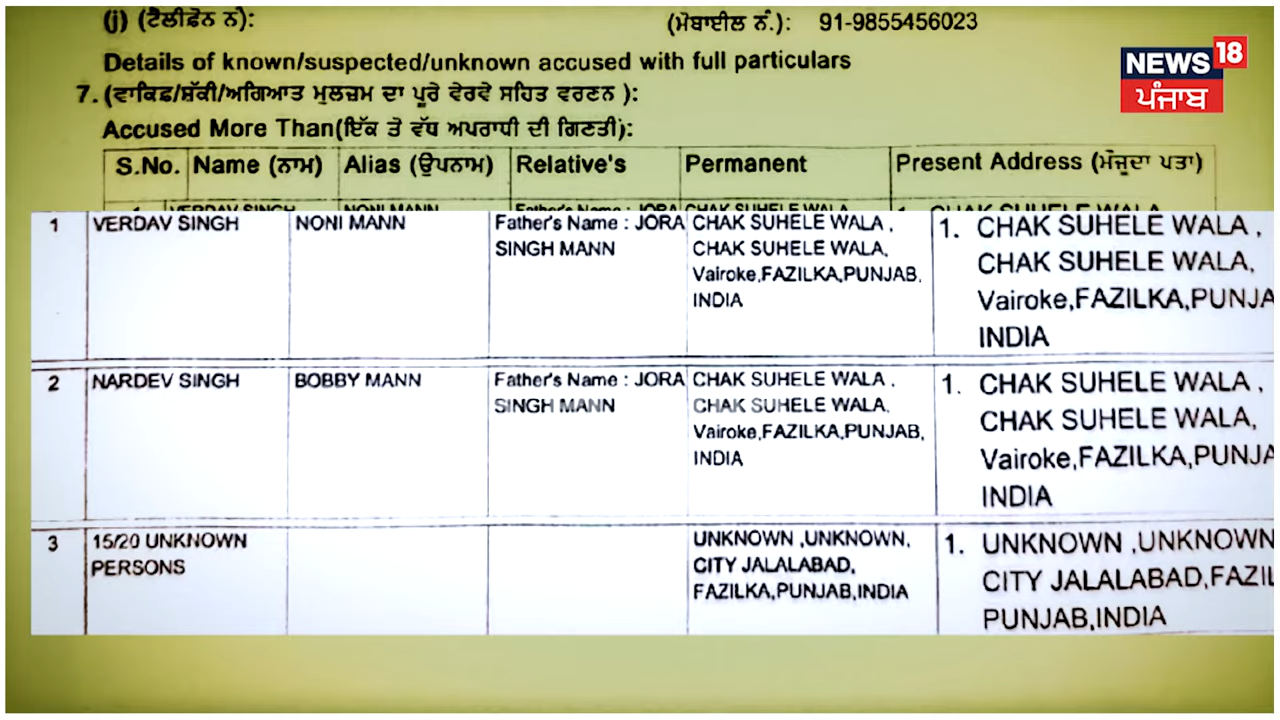 (j) (ਟੈਲੀਫ਼ੋਨ ਨੰ):
(ਮੋਬਾਈਲ ਨੰ.): 91-9855456023
Details of known/suspected/unknown accused with full particulars
NEWS 18
ਪੰਜਾਬ
7. (ਵਾਕਿਫ਼/ਸ਼ੱਕੀ/ਅਗਿਆਤ ਮੁਲਜ਼ਮ ਦਾ ਪੂਰੇ ਵੇਰਵੇ ਸਹਿਤ ਵਰਣਨ ):
Accused More Than(ਇੱਕ ਤੋਂ ਵੱਧ ਅਪਰਾਧੀ ਦੀ ਗਿਣਤੀ):
S.No. Name (ਨਾਮ) Alias (ਉਪਨਾਮ) Relative's Permanent Present Address (ਮੌਜੂਦਾ ਪਤਾ)
1 VERDAV SINGH NONI MANN Father's Name : JORA CHAK SUHELE WALA , 1. CHAK SUHELE WALA ,
SINGH MANN CHAK SUHELE WALA, CHAK SUHELE WALA,
Vairoke,FAZILKA,PUNJAB, Vairoke,FAZILKA,PUNJA
INDIA INDIA
2 NARDEV SINGH BOBBY MANN Father's Name : JORA CHAK SUHELE WALA , 1. CHAK SUHELE WALA ,
SINGH MANN CHAK SUHELE WALA, CHAK SUHELE WALA,
Vairoke,FAZILKA,PUNJAB, Vairoke,FAZILKA,PUNJA
INDIA INDIA
3 15/20 UNKNOWN UNKNOWN ,UNKNOWN, 1. UNKNOWN ,UNKNOWN
PERSONS CITY JALALABAD, CITY JALALABAD,FAZIL
FAZILKA,PUNJAB,INDIA PUNJAB,INDIA